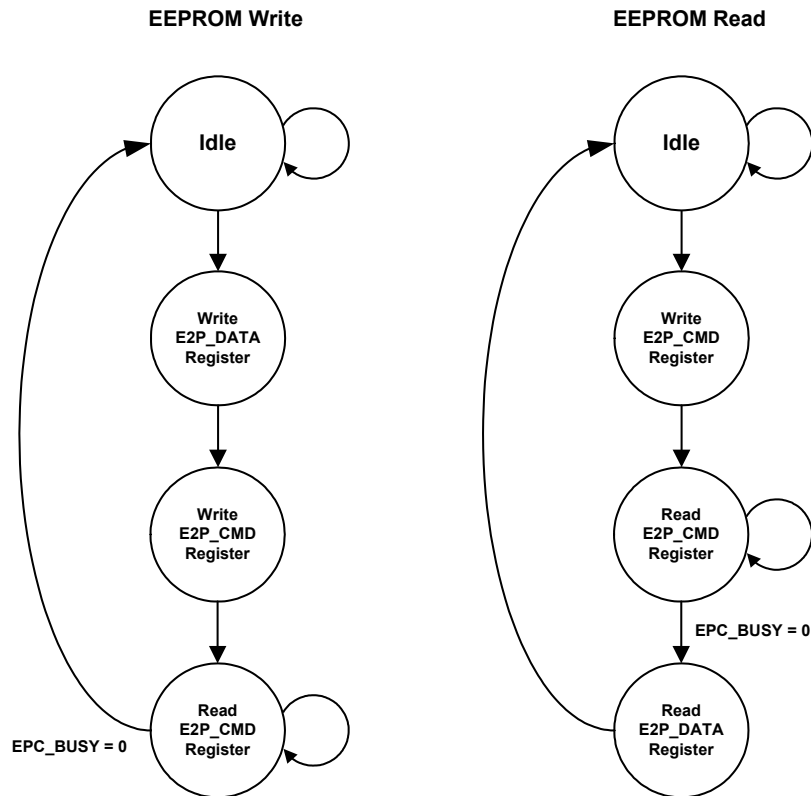 EEPROM Write
Idle
Write
E2P_DATA
Register
Write
E2P_CMD
Register
Read
E2P_CMD
Register
EPC_BUSY = 0
EEPROM Read
Idle
Write
E2P_CMD
Register
Read
E2P_CMD
Register
EPC_BUSY = 0
Read
E2P_DATA
Register